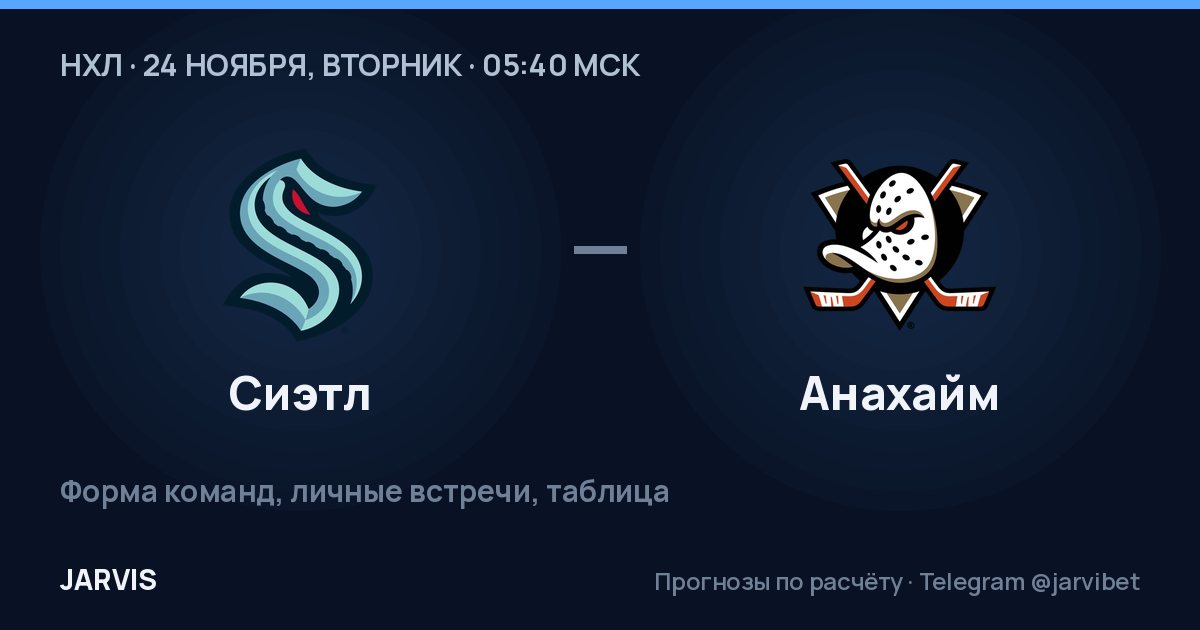 НХЛ · 24 НОЯБРЯ, ВТОРНИК · 05:40 МСК
—
Сиэтл
Анахайм
Форма команд, личные встречи, таблица
JARVIS
Прогнозы по расчёту · Telegram @jarvibet